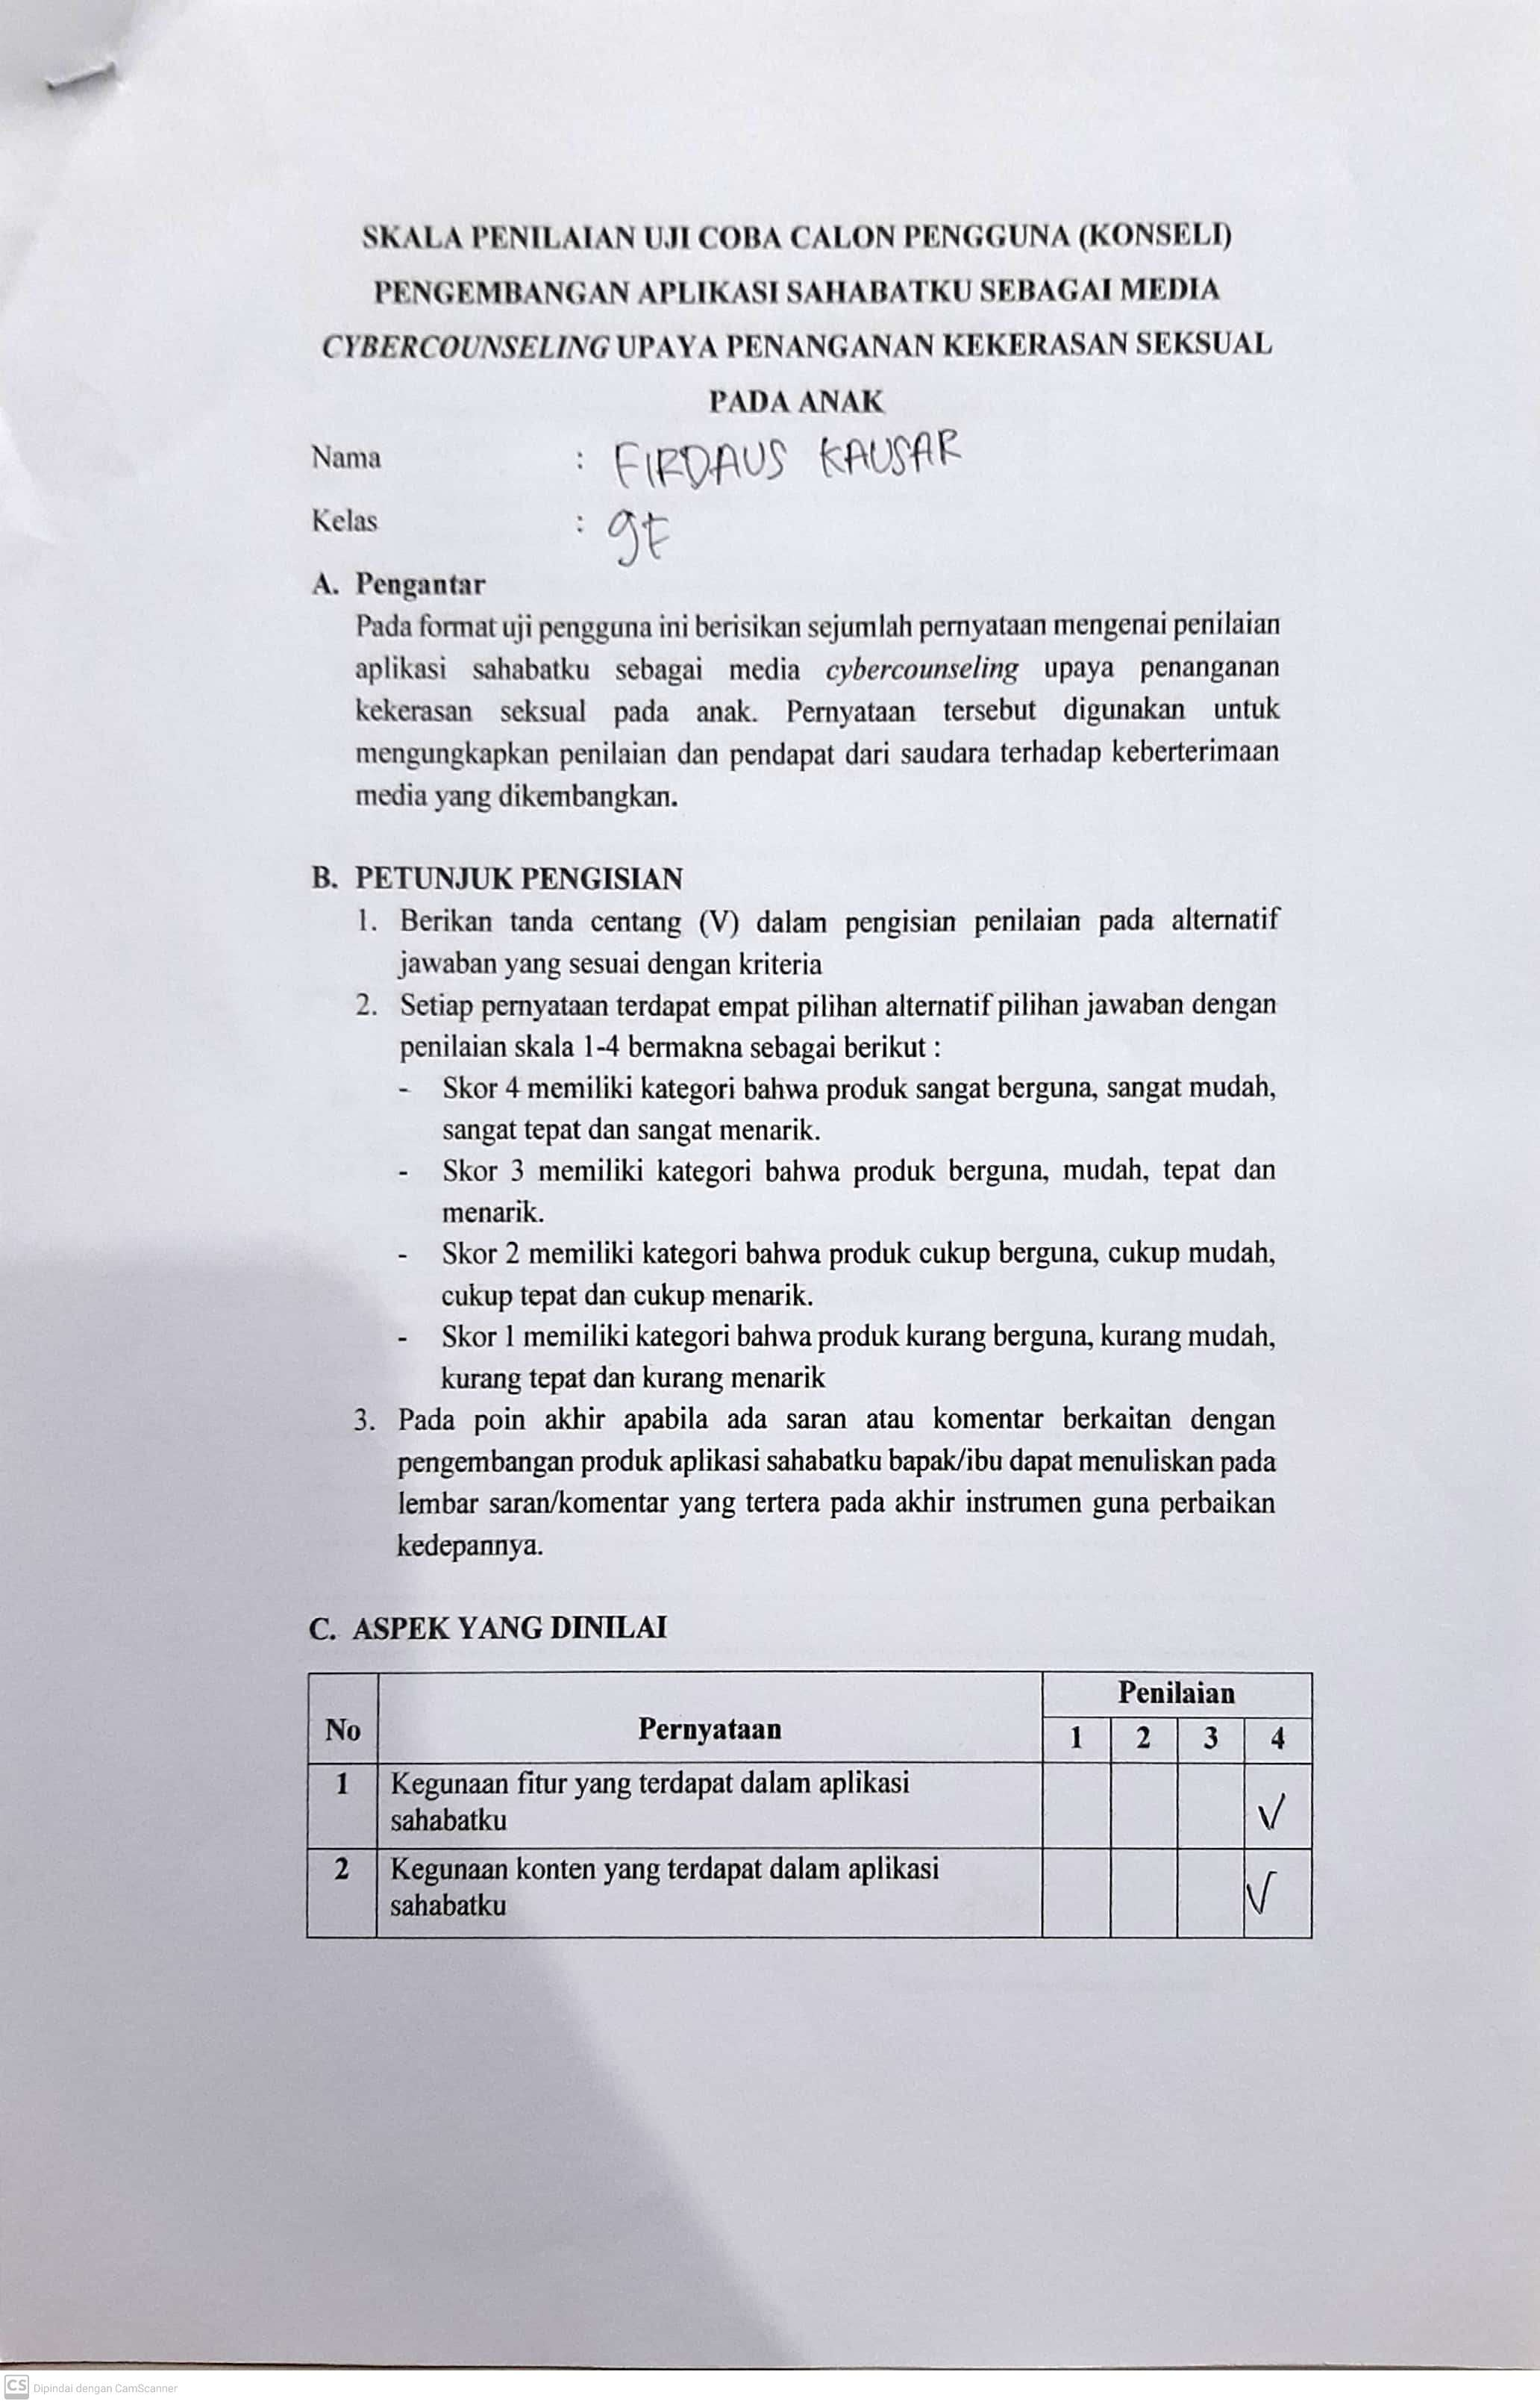 SKALA PENILAIAN UJI COBA CALON PENGGUNA (KONSELI)
PENGEMBANGAN APLIKASI SAHABATKU SEBAGAI MEDIA
CYBERCOUNSELING UPAYA PENANGANAN KEKERASAN SEKSUAL
PADA ANAK
Nama : FIRDAUS KAUSAR
Kelas :
A. Pengantar
Pada format uji pengguna ini berisikan sejumlah pernyataan mengenai penilaian
aplikasi sahabatku sebagai media cybercounseling upaya penanganan
kekerasan seksual pada anak. Pernyataan tersebut digunakan untuk
mengungkapkan penilaian dan pendapat dari saudara terhadap keberterimaan
media yang dikembangkan.
B. PETUNJUK PENGISIAN
1. Berikan tanda centang (V) dalam pengisian penilaian pada alternatif
jawaban yang sesuai dengan kriteria
2. Setiap pernyataan terdapat empat pilihan alternatif pilihan jawaban dengan
penilaian skala 1-4 bermakna sebagai berikut :
- Skor 4 memiliki kategori bahwa produk sangat berguna, sangat mudah,
sangat tepat dan sangat menarik.
- Skor 3 memiliki kategori bahwa produk berguna, mudah, tepat dan
menarik.
- Skor 2 memiliki kategori bahwa produk cukup berguna, cukup mudah,
cukup tepat dan cukup menarik.
- Skor 1 memiliki kategori bahwa produk kurang berguna, kurang mudah,
kurang tepat dan kurang menarik
3. Pada poin akhir apabila ada saran atau komentar berkaitan dengan
pengembangan produk aplikasi sahabatku bapak/ibu dapat menuliskan pada
lembar saran/komentar yang tertera pada akhir instrumen guna perbaikan
kedepannya.
C. ASPEK YANG DINILAI
No Pernyataan Penilaian
1 2 3 4
1 Kegunaan fitur yang terdapat dalam aplikasi
sahabatku √
2 Kegunaan konten yang terdapat dalam aplikasi
sahabatku √
CS Dipindai dengan CamScanner